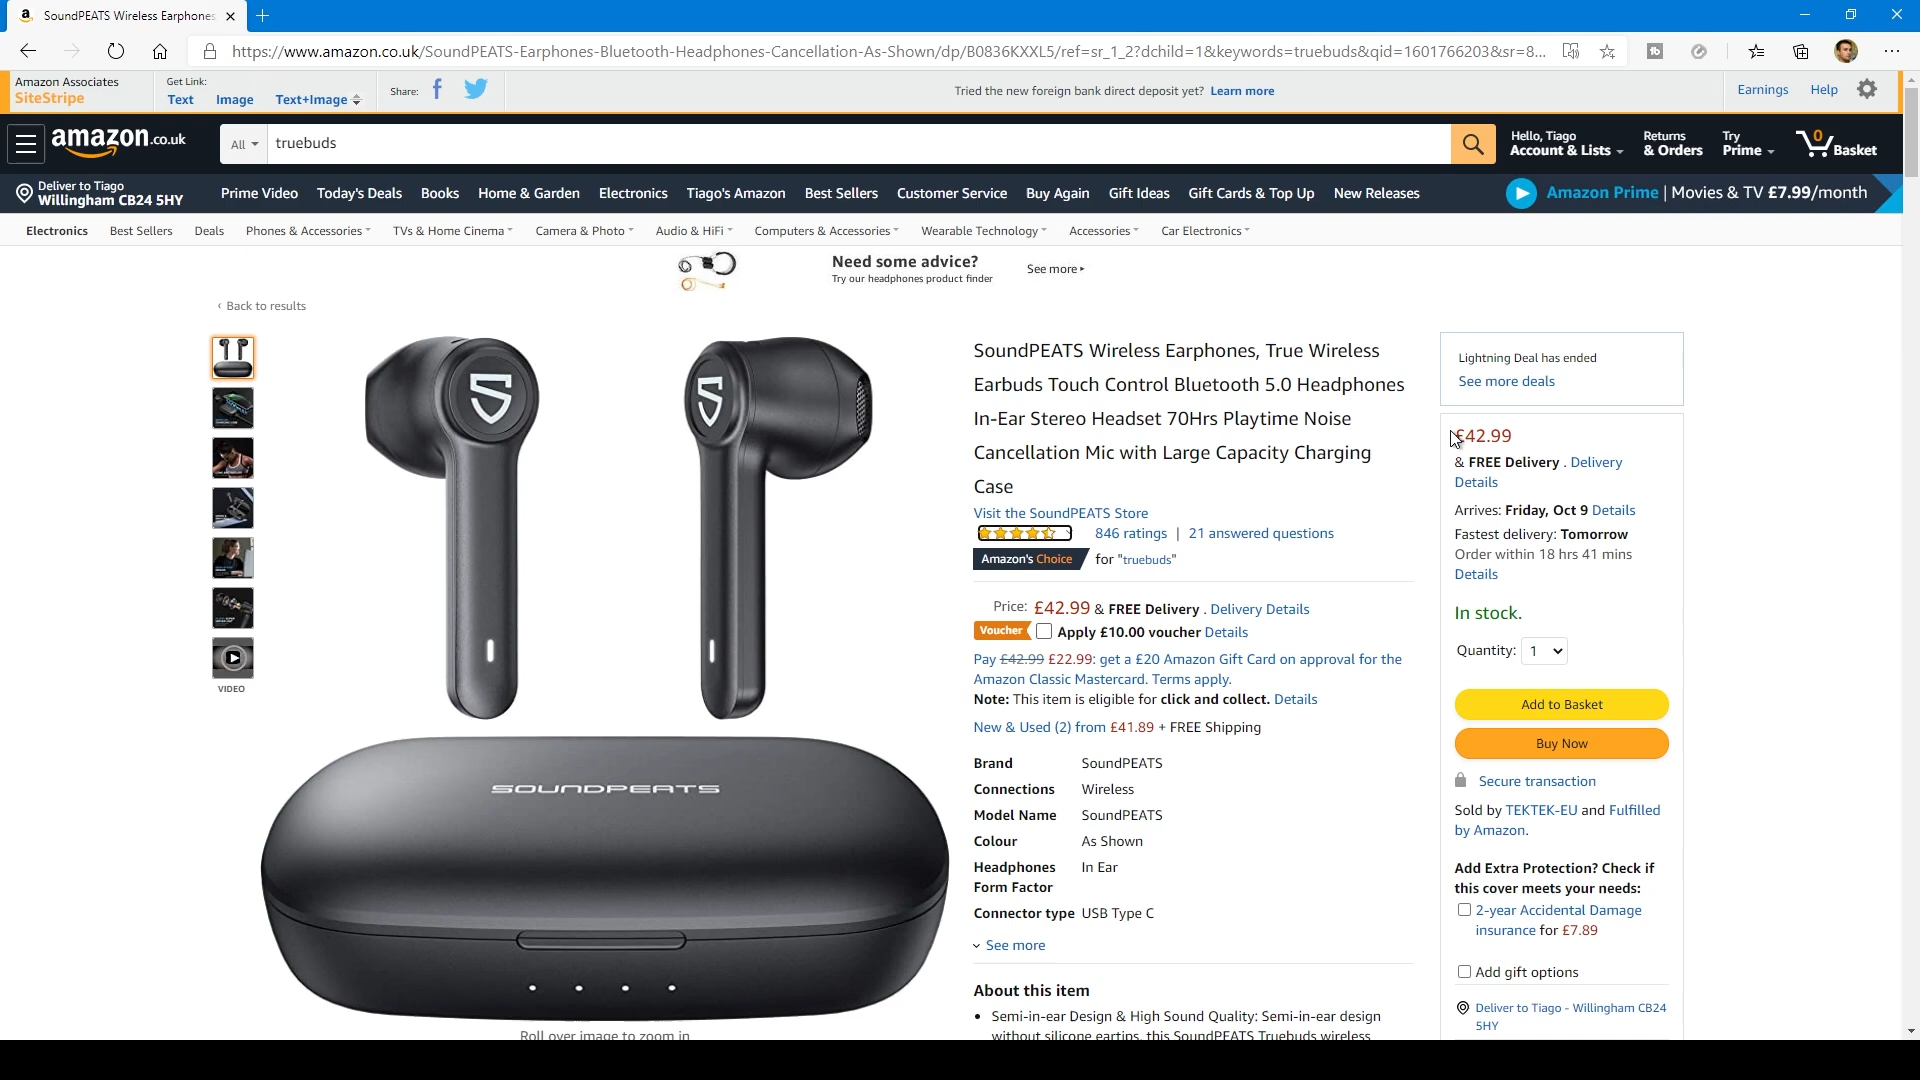 SoundPEATS Wireless Earphones
https://www.amazon.co.uk/SoundPEATS-Earphones-Bluetooth-Headphones-Cancellation-As-Shown/dp/B0836KXXL5/ref=sr_1_2?dchild=1&keywords=truebuds&qid=1601766203&sr=8...
Amazon Associates
SiteStripe
Get Link:
Text Image Text+Image
Share:
Tried the new foreign bank direct deposit yet? Learn more
Earnings Help
amazon.co.uk
All truebuds
Hello, Tiago
Account & Lists
Returns
& Orders
Try
Prime
0
Basket
Deliver to Tiago
Willingham CB24 5HY
Prime Video Today's Deals Books Home & Garden Electronics Tiago's Amazon Best Sellers Customer Service Buy Again Gift Ideas Gift Cards & Top Up New Releases
Amazon Prime | Movies & TV £7.99/month
Electronics Best Sellers Deals Phones & Accessories TVs & Home Cinema Camera & Photo Audio & HiFi Computers & Accessories Wearable Technology Accessories Car Electronics
Need some advice?
Try our headphones product finder
See more
‹ Back to results
VIDEO
SOUNDPEATS
Roll over image to zoom in
SoundPEATS Wireless Earphones, True Wireless
Earbuds Touch Control Bluetooth 5.0 Headphones
In-Ear Stereo Headset 70Hrs Playtime Noise
Cancellation Mic with Large Capacity Charging
Case
Visit the SoundPEATS Store
846 ratings | 21 answered questions
Amazon's Choice for "truebuds"
Price: £42.99 & FREE Delivery . Delivery Details
Voucher Apply £10.00 voucher Details
Pay £42.99 £22.99: get a £20 Amazon Gift Card on approval for the
Amazon Classic Mastercard. Terms apply.
Note: This item is eligible for click and collect. Details
New & Used (2) from £41.89 + FREE Shipping
Brand SoundPEATS
Connections Wireless
Model Name SoundPEATS
Colour As Shown
Headphones In Ear
Form Factor
Connector type USB Type C
See more
About this item
• Semi-in-ear Design & High Sound Quality: Semi-in-ear design
without silicone eartips, this SoundPEATS Truebuds wireless
Lightning Deal has ended
See more deals
£42.99
& FREE Delivery . Delivery
Details
Arrives: Friday, Oct 9 Details
Fastest delivery: Tomorrow
Order within 18 hrs 41 mins
Details
In stock.
Quantity: 1
Add to Basket
Buy Now
Secure transaction
Sold by TEKTEK-EU and Fulfilled
by Amazon.
Add Extra Protection? Check if
this cover meets your needs:
2-year Accidental Damage
insurance for £7.89
Add gift options
Deliver to Tiago - Willingham CB24
5HY